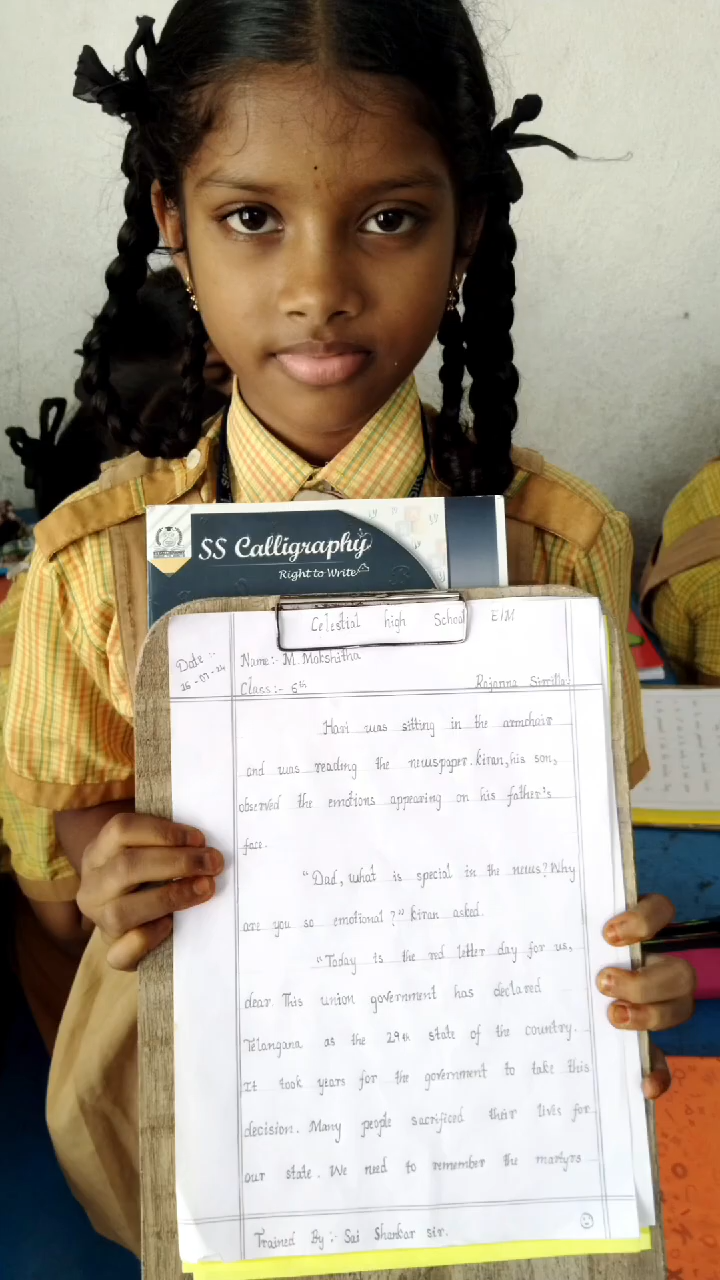 SS Calligraphy
Right to Write
Celestial high School E/M
Date :-
16-07-24
Name:- M. Makshitha
Class:- 6th
Rajanna Sirrilla.
Hari was sitting in the armchair
and was reading the newspaper. Kiran, his son,
observed the emotions appearing on his father's
face.
"Dad, what is special in the news? Why
are you so emotional?" kiran asked.
"Today is the red letter day for us,
dear. This union government has declared
Telangana as the 29th state of the country.
It took years for the government to take this
decision. Many people sacrificed their lives for
our state. We need to remember the martyrs
Trained By :- Sai Shankar sir.